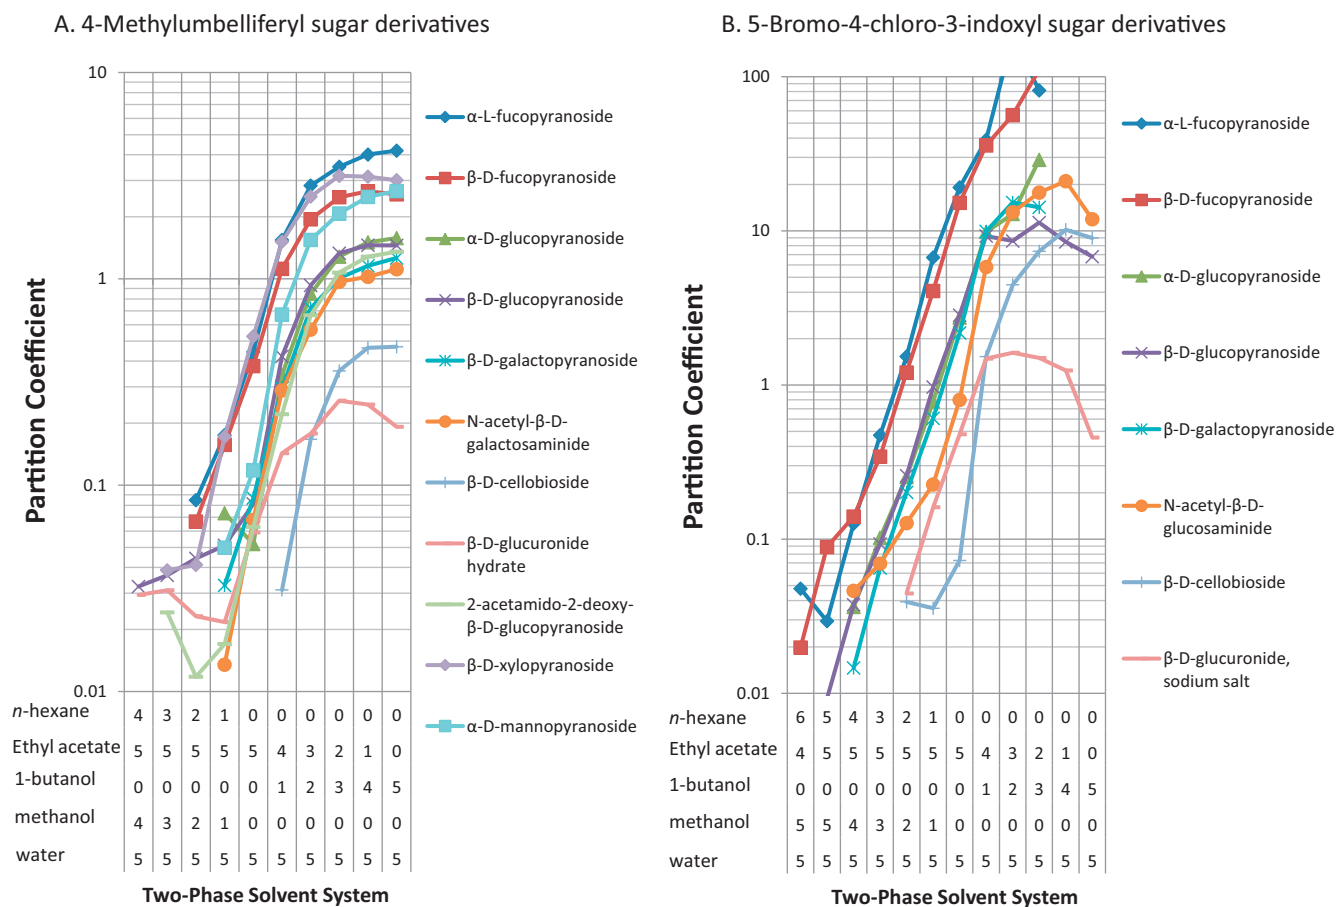 A. 4-Methylumbelliferyl sugar derivatives
10
1
0.1
0.01
Partition Coefficient
α-L-fucopyranoside
β-D-fucopyranoside
α-D-glucopyranoside
β-D-glucopyranoside
β-D-galactopyranoside
N-acetyl-β-D-
galactosaminide
β-D-cellobioside
β-D-glucuronide
hydrate
2-acetamido-2-deoxy-
β-D-glucopyranoside
β-D-xylopyranoside
α-D-mannopyranoside
n-hexane 4 3 2 1 0 0 0 0 0 0
Ethyl acetate 5 5 5 5 5 4 3 2 1 0
1-butanol 0 0 0 0 0 1 2 3 4 5
methanol 4 3 2 1 0 0 0 0 0 0
water 5 5 5 5 5 5 5 5 5 5
Two-Phase Solvent System
B. 5-Bromo-4-chloro-3-indoxyl sugar derivatives
100
10
1
0.1
0.01
Partition Coefficient
α-L-fucopyranoside
β-D-fucopyranoside
α-D-glucopyranoside
β-D-glucopyranoside
β-D-galactopyranoside
N-acetyl-β-D-
glucosaminide
β-D-cellobioside
β-D-glucuronide,
sodium salt
n-hexane 6 5 4 3 2 1 0 0 0 0 0 0
Ethyl acetate 4 5 5 5 5 5 5 4 3 2 1 0
1-butanol 0 0 0 0 0 0 0 1 2 3 4 5
methanol 5 5 4 3 2 1 0 0 0 0 0 0
water 5 5 5 5 5 5 5 5 5 5 5 5
Two-Phase Solvent System